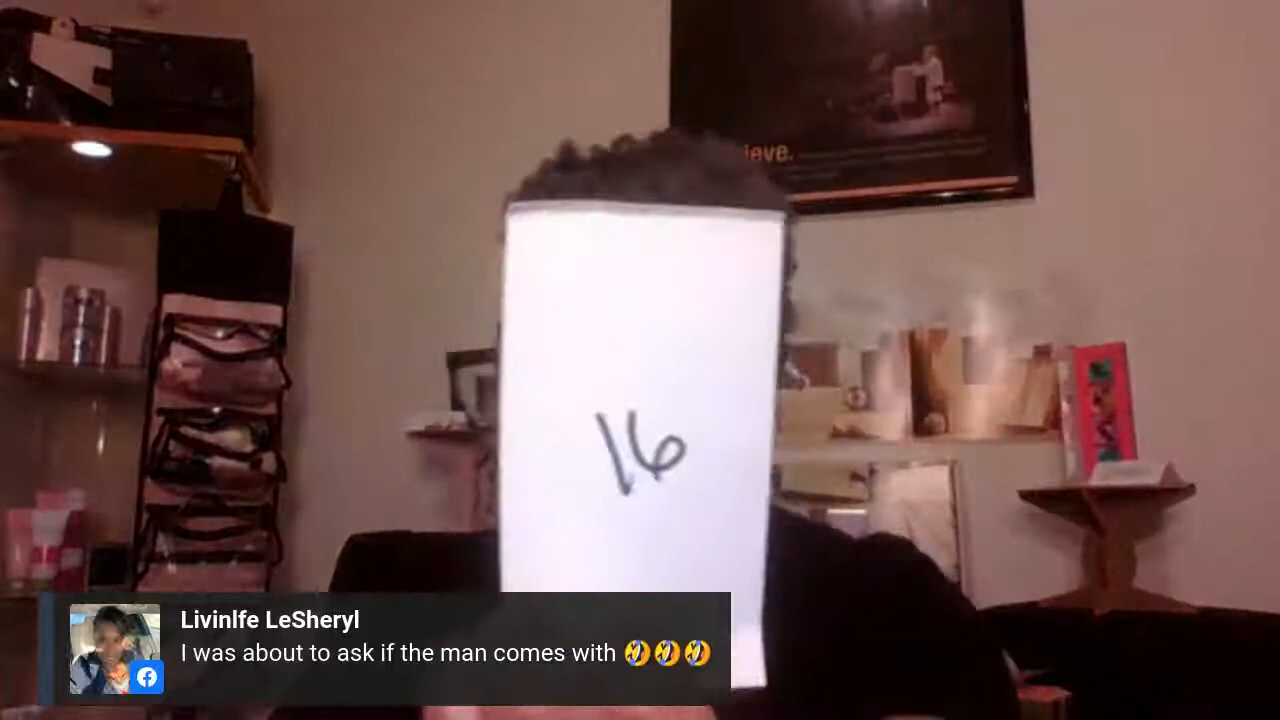 ieve.
16
Livinlfe LeSheryl
I was about to ask if the man comes with 🤣🤣🤣